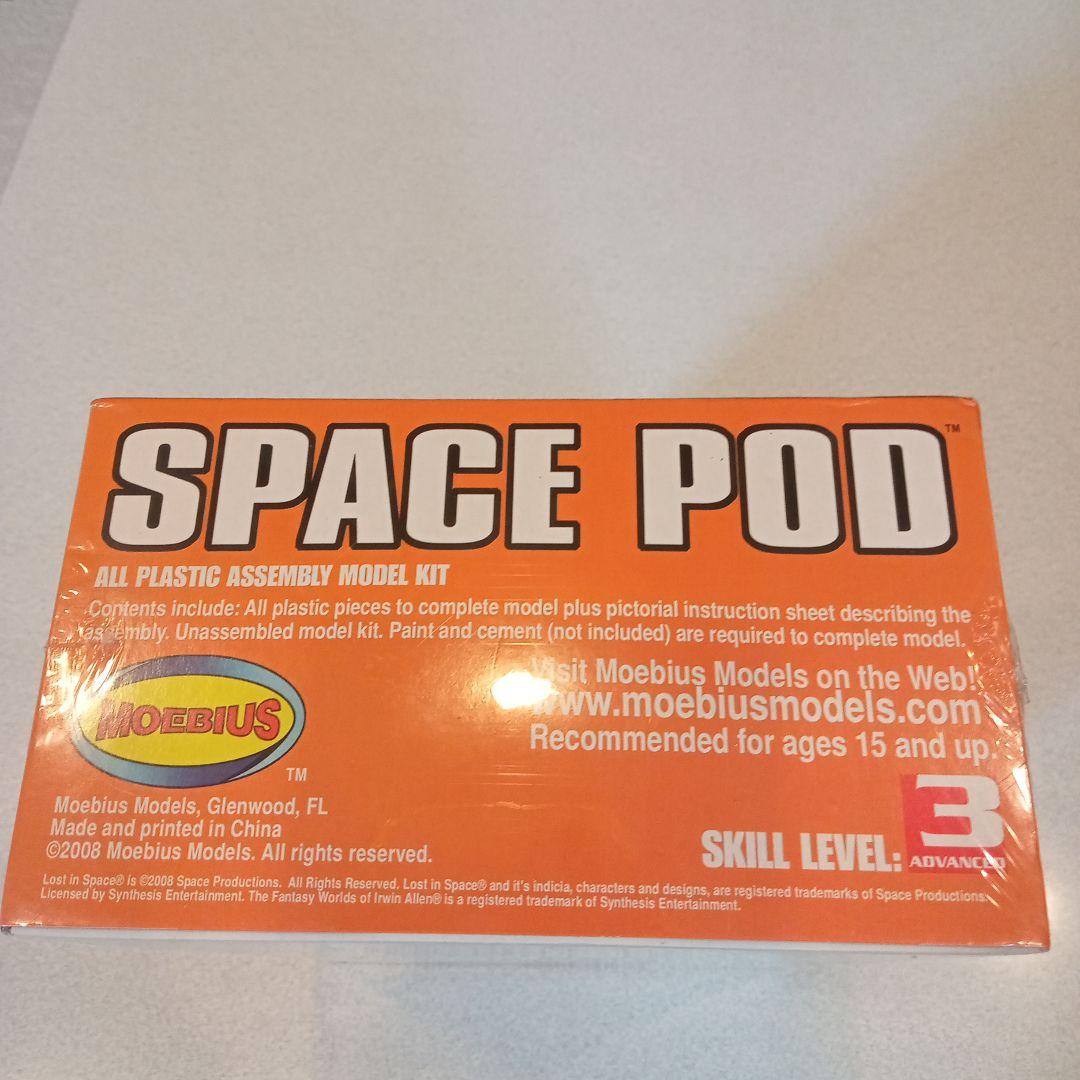 SPACE POD™
ALL PLASTIC ASSEMBLY MODEL KIT
Contents include: All plastic pieces to complete model plus pictorial instruction sheet describing the
assembly. Unassembled model kit. Paint and cement (not included) are required to complete model.
Visit Moebius Models on the Web!
www.moebiusmodels.com
Recommended for ages 15 and up.
MOEBIUS
TM
Moebius Models, Glenwood, FL
Made and printed in China
©2008 Moebius Models. All rights reserved.
SKILL LEVEL: 3
ADVANCED
Lost in Space® is ©2008 Space Productions. All Rights Reserved. Lost in Space® and it's indicia, characters and designs, are registered trademarks of Space Productions.
Licensed by Synthesis Entertainment. The Fantasy Worlds of Irwin Allen® is a registered trademark of Synthesis Entertainment.